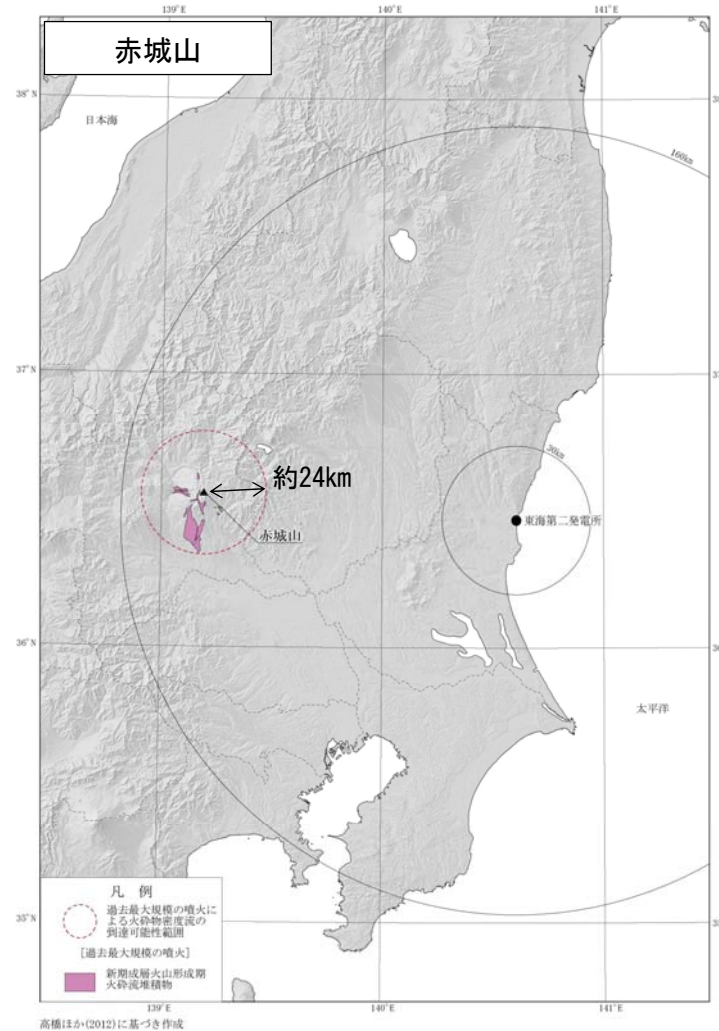 赤城山
139°E
140°E
141°E
38°N
38
日本海
160km
37°N
37
30km
約24km
東海第二発電所
赤城山
36°N
36
太平洋
凡 例
過去最大規模の噴火に
よる火砕物密度流の
到達可能性範囲
[過去最大規模の噴火]
新期成層火山形成期
火砕流堆積物
35°N
35
139°E
140°E
141°E
高橋ほか(2012)に基づき作成